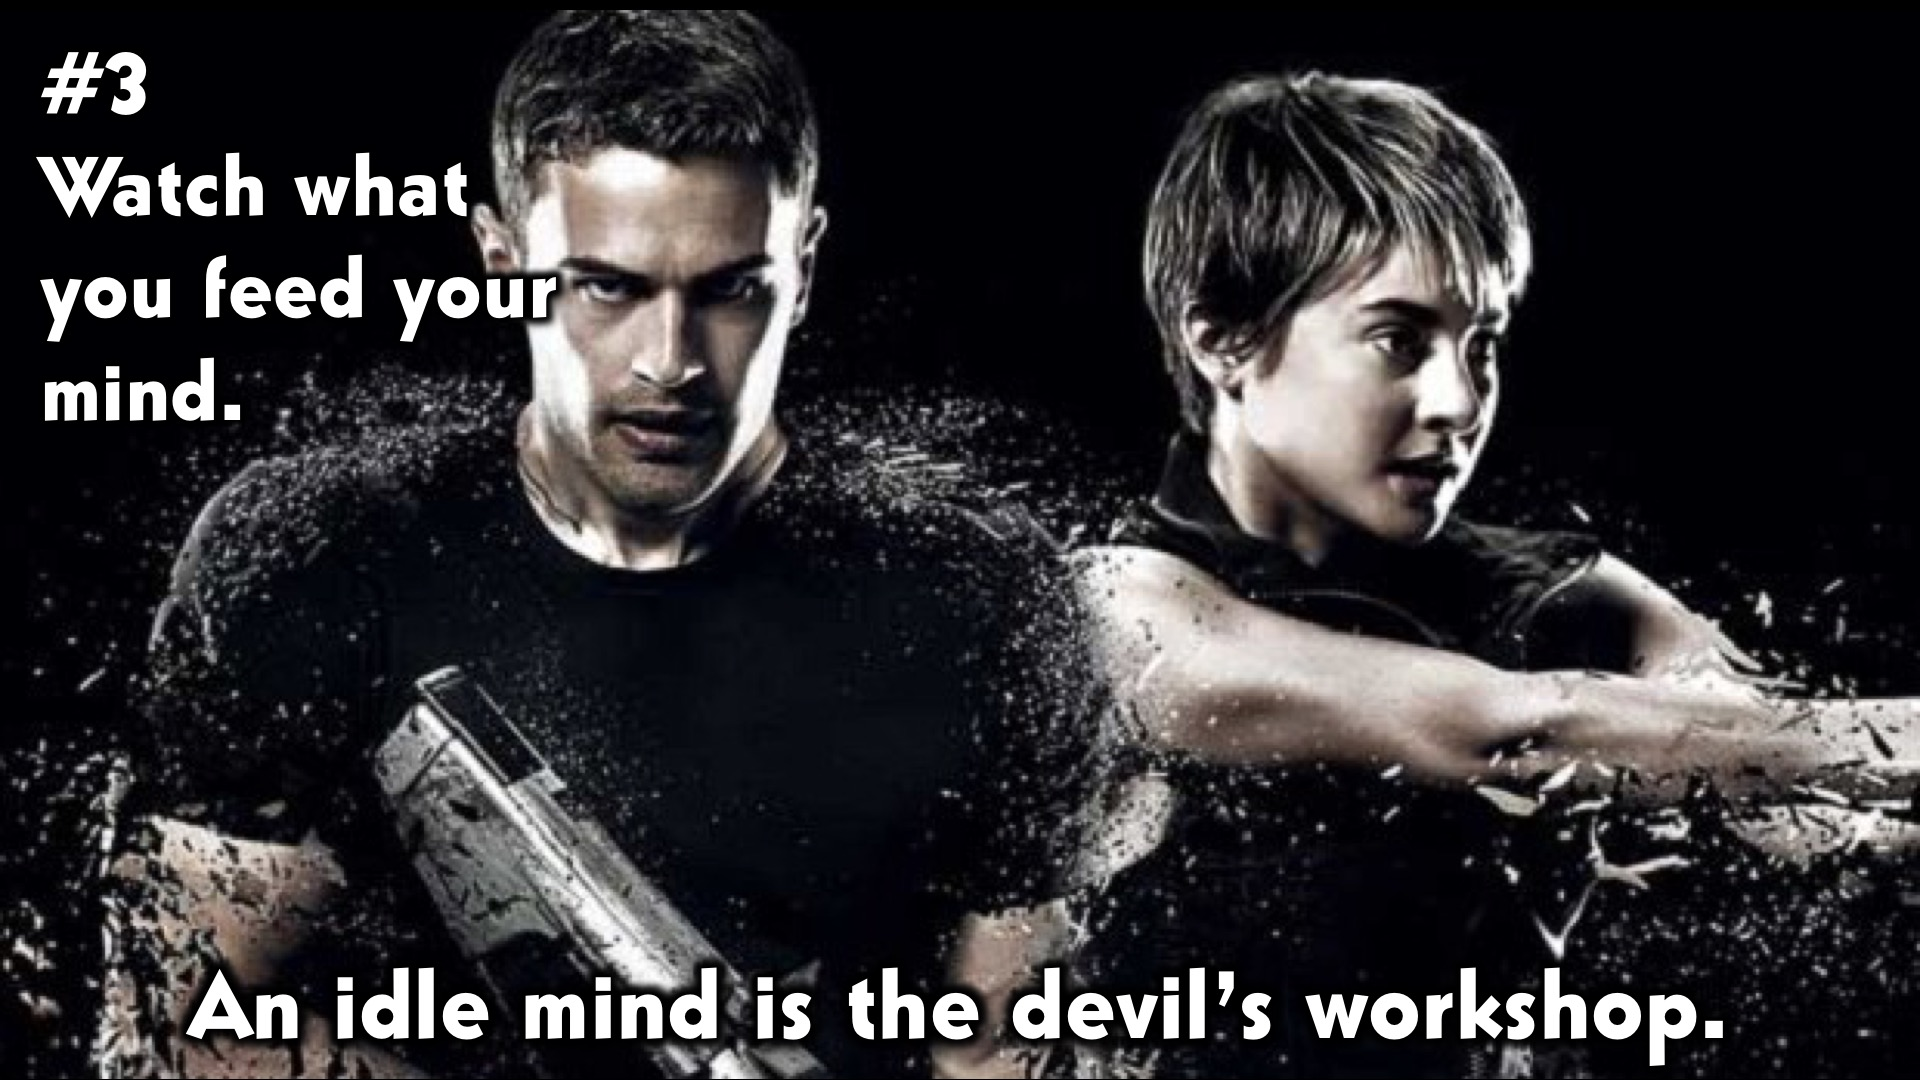 #3
Watch what
you feed your
mind.
An idle mind is the devil’s workshop.